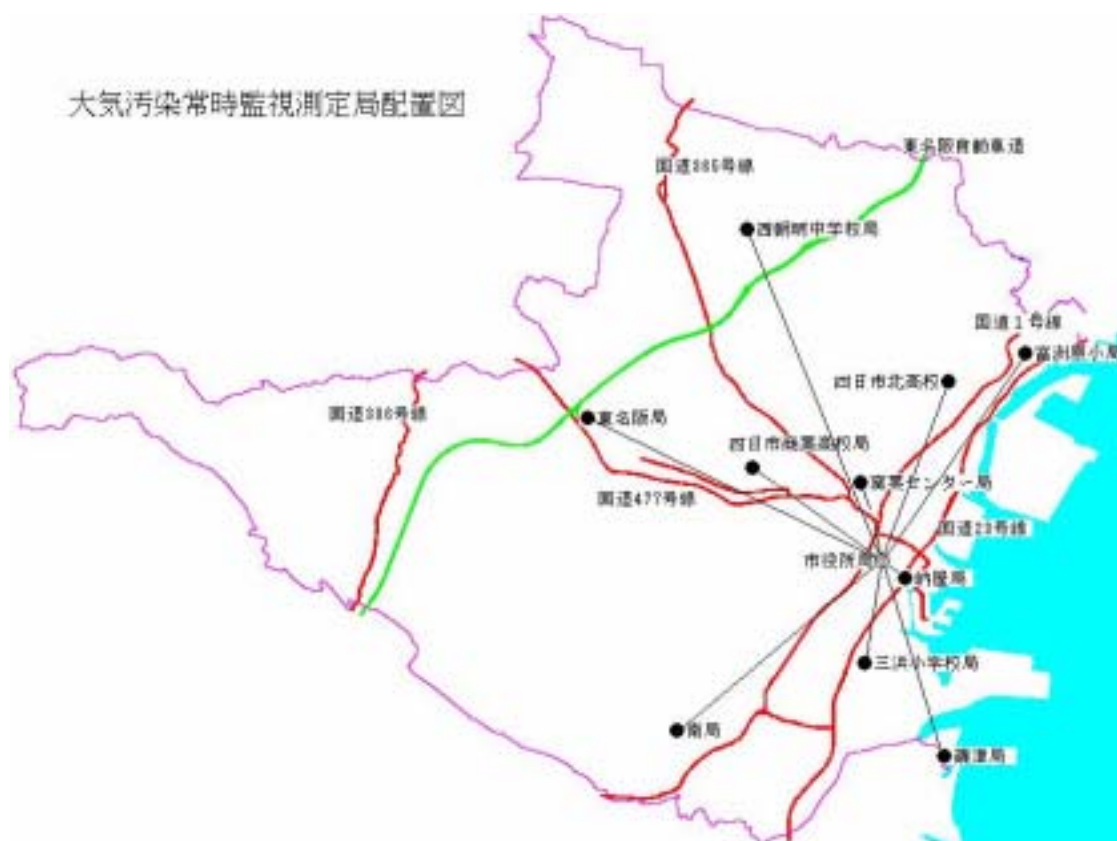 大気汚染常時監視測定局配置図
東名阪自動車道
国道365号線
西朝明中学校局
国道1号線
富洲原小局
四日市北高校
国道306号線
東名阪局
四日市商業高校局
窯業センター局
国道477号線
国道23号線
市役所局
納屋局
三浜小学校局
南局
磯津局